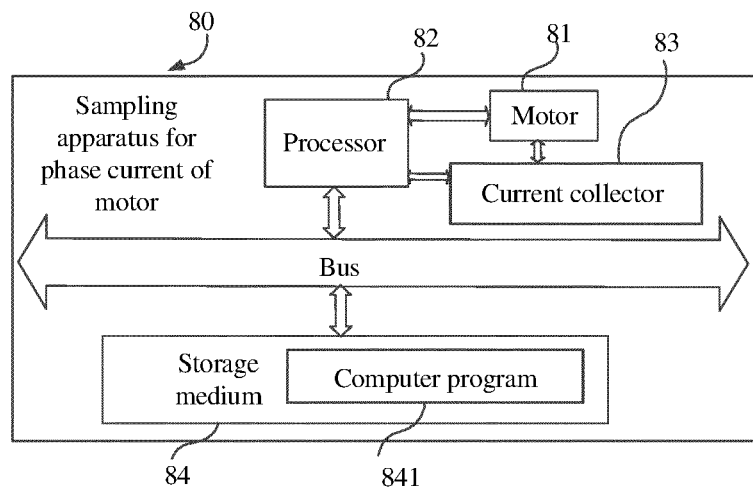 80
82
81
83
Sampling
apparatus for
phase current of
motor
Processor
Motor
Current collector
Bus
Storage
medium
Computer program
84
841